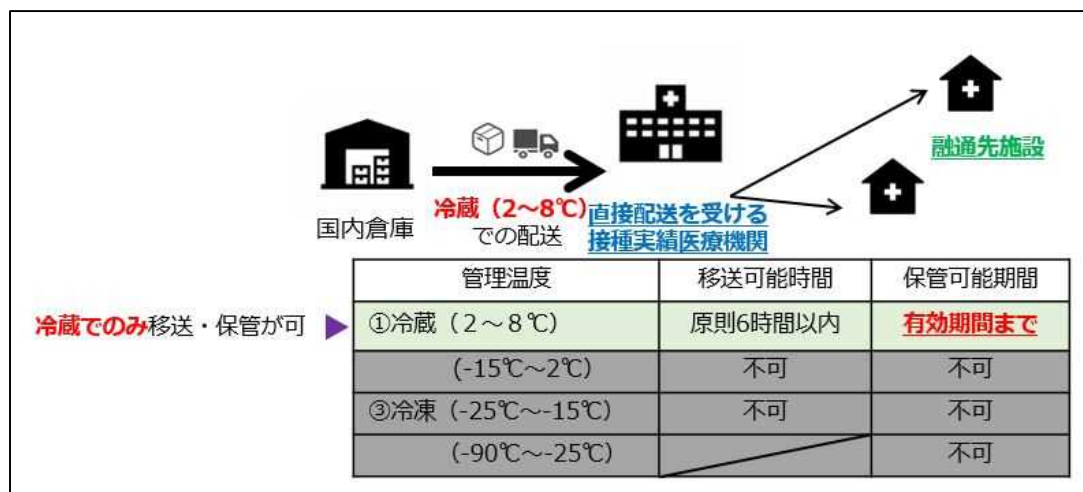 融通先施設
国内倉庫
冷蔵（2～8℃）
での配送
直接配送を受ける
接種実績医療機関
管理温度 移送可能時間 保管可能期間
冷蔵でのみ移送・保管が可
①冷蔵（２～８℃） 原則6時間以内 有効期間まで
(-15℃～2℃) 不可 不可
③冷凍（-25℃～-15℃） 不可 不可
(-90℃～-25℃) 不可